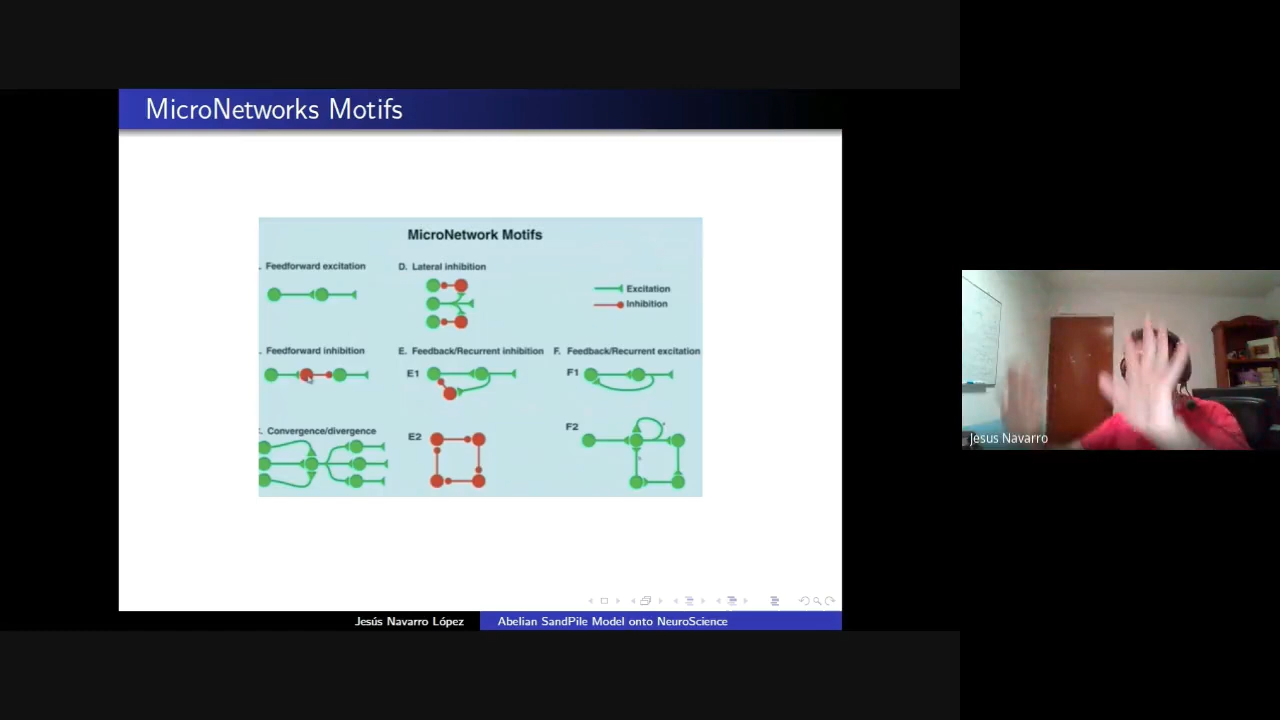 MicroNetworks Motifs
MicroNetwork Motifs
. Feedforward excitation
D. Lateral inhibition
Excitation
Inhibition
. Feedforward inhibition
E. Feedback/Recurrent inhibition
F. Feedback/Recurrent excitation
E1
F1
. Convergence/divergence
E2
F2
Jesus Navarro
Jesús Navarro López
Abelian SandPile Model onto NeuroScience